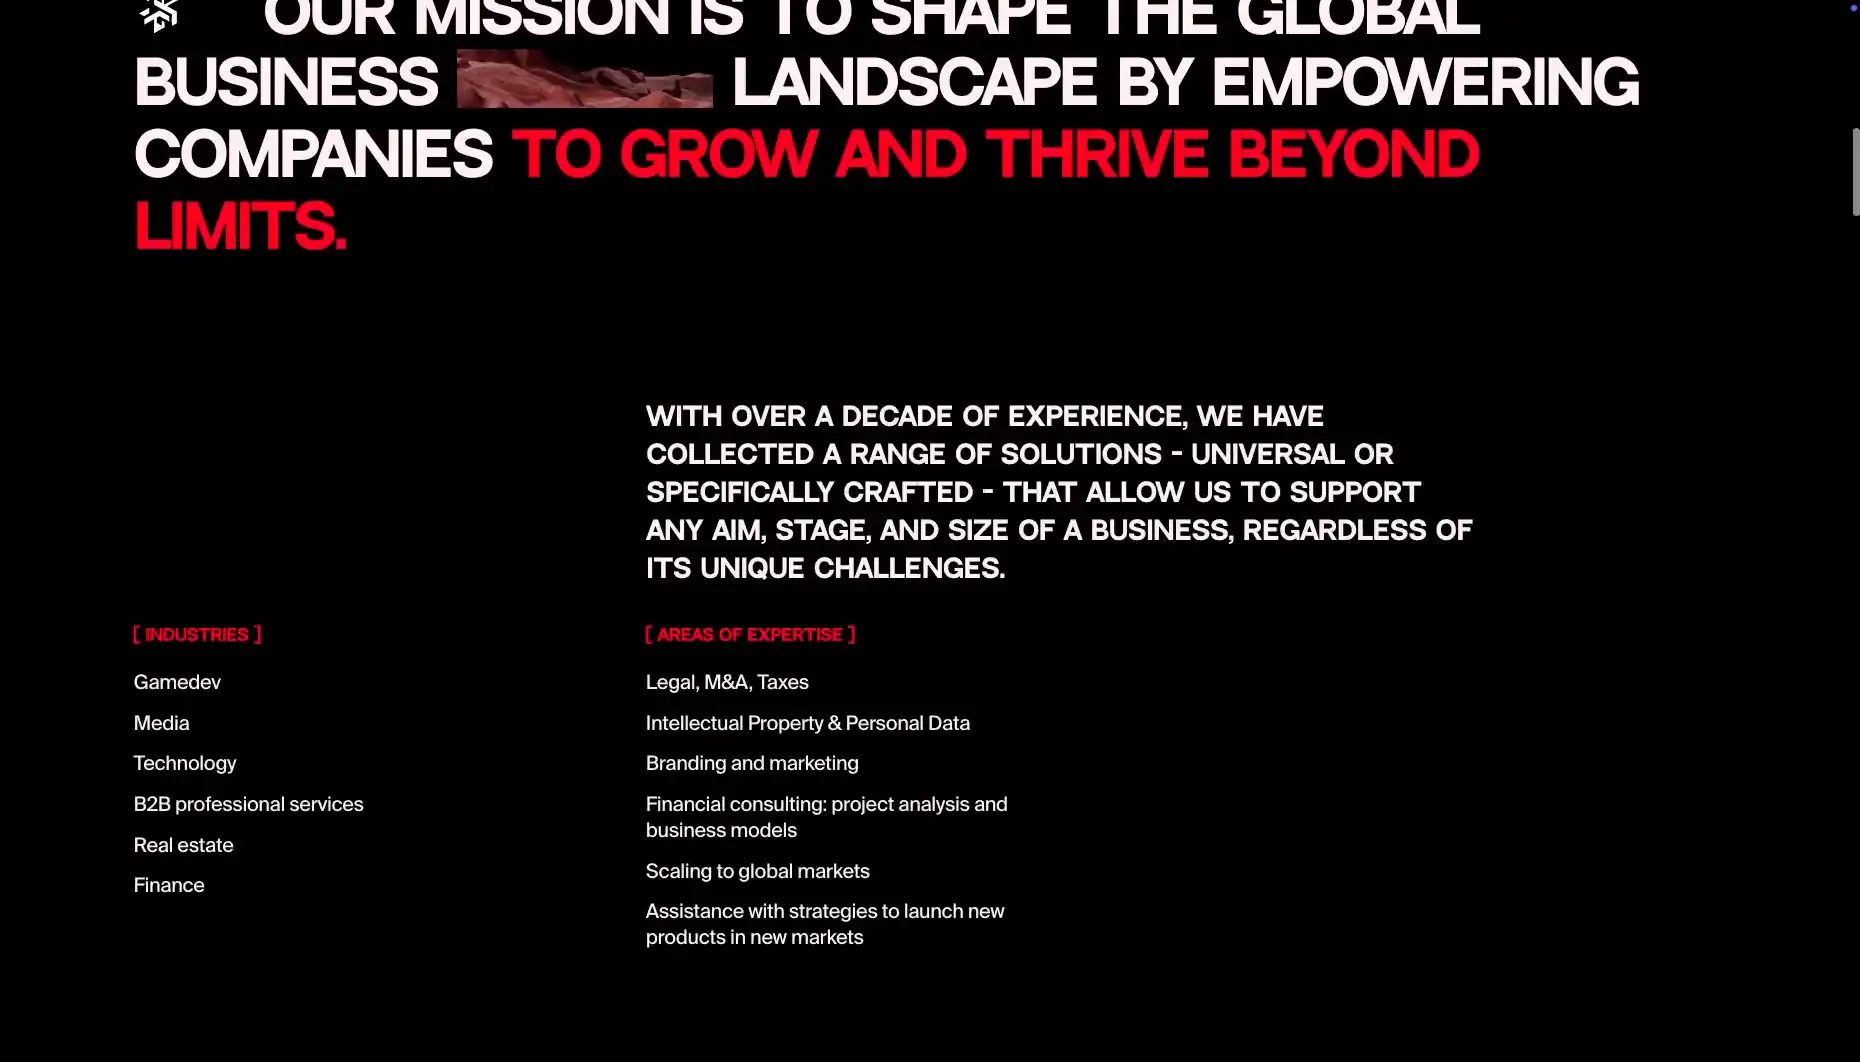 OUR MISSION IS TO SHAPE THE GLOBAL
BUSINESS LANDSCAPE BY EMPOWERING
COMPANIES TO GROW AND THRIVE BEYOND
LIMITS.
WITH OVER A DECADE OF EXPERIENCE, WE HAVE
COLLECTED A RANGE OF SOLUTIONS - UNIVERSAL OR
SPECIFICALLY CRAFTED - THAT ALLOW US TO SUPPORT
ANY AIM, STAGE, AND SIZE OF A BUSINESS, REGARDLESS OF
ITS UNIQUE CHALLENGES.
[ INDUSTRIES ]
Gamedev
Media
Technology
B2B professional services
Real estate
Finance
[ AREAS OF EXPERTISE ]
Legal, M&A, Taxes
Intellectual Property & Personal Data
Branding and marketing
Financial consulting: project analysis and
business models
Scaling to global markets
Assistance with strategies to launch new
products in new markets